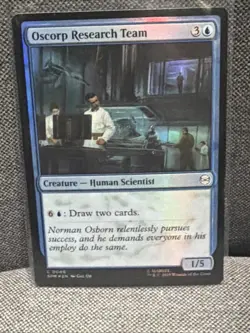 Oscorp Research Team 3
Creature — Human Scientist
6: Draw two cards.
Norman Osborn relentlessly pursues
success, and he demands everyone in his
employ do the same.
1/5